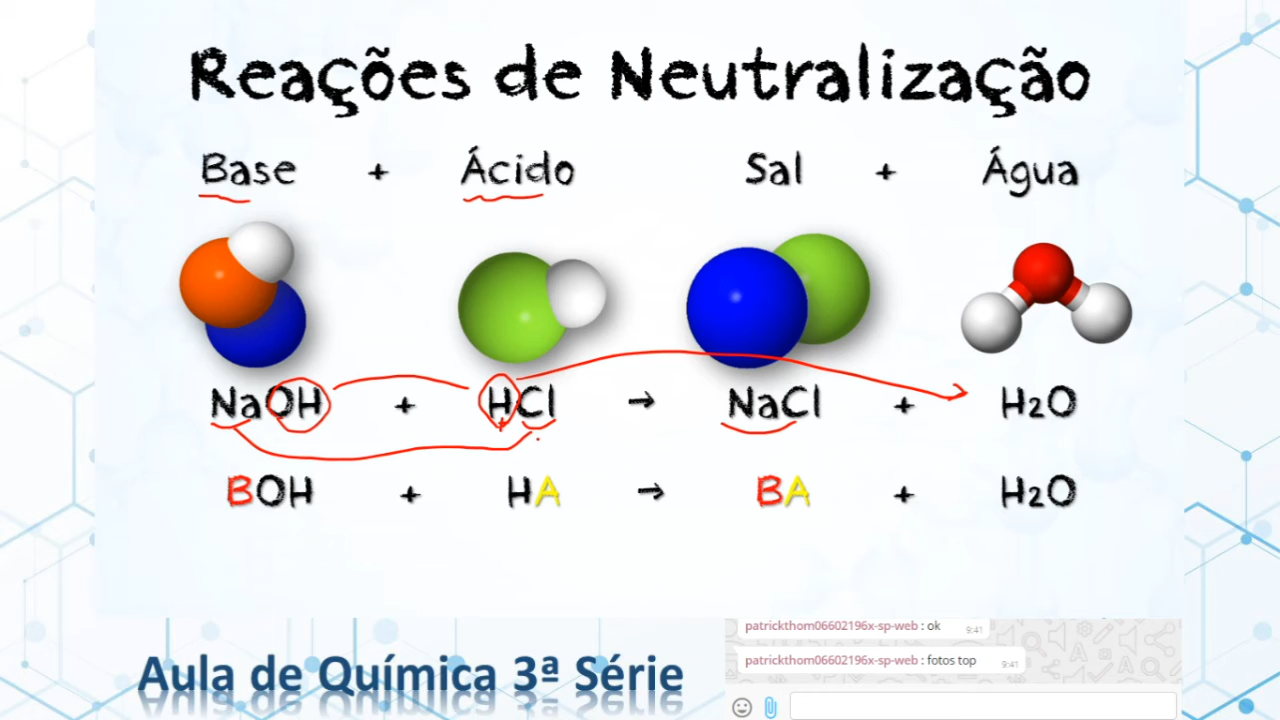 Reações de Neutralização
Base + Ácido Sal + Água
NaOH + HCl → NaCl + H2O
BOH + HA → BA + H2O
Aula de Química 3ª Série
patrickthom06602196x-sp-web : ok 9:41
patrickthom06602196x-sp-web : fotos top 9:41